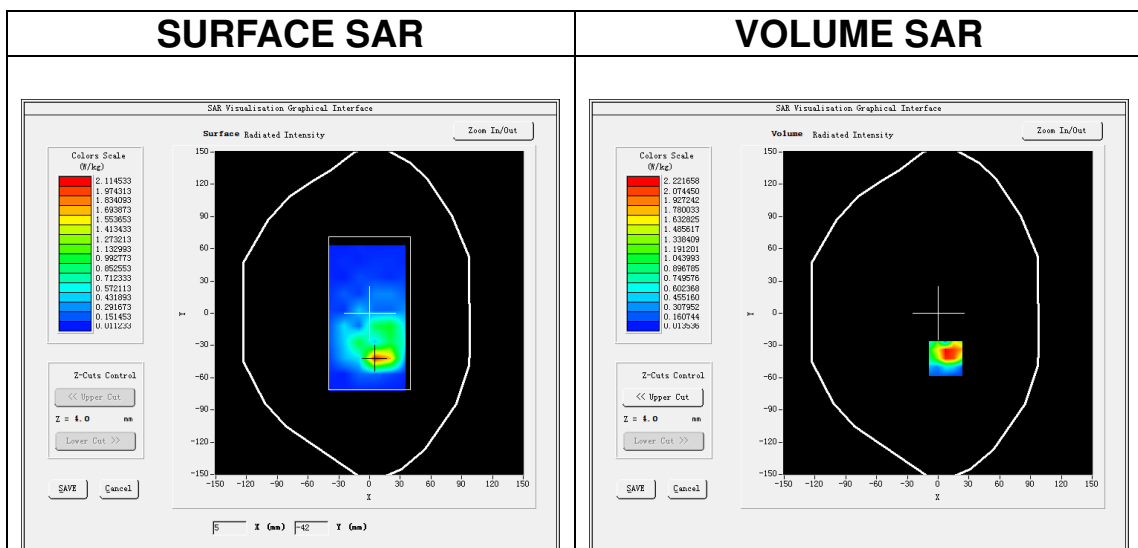 SURFACE SAR
VOLUME SAR
SAR Visualisation Graphical Interface
Surface Radiated Intensity
Zoom In/Out
Colors Scale
(W/kg)
2.114533
1.974313
1.834093
1.693873
1.553653
1.413433
1.273213
1.132993
0.992773
0.852553
0.712333
0.572113
0.431893
0.291673
0.151453
0.011233
Z-Cuts Control
<< Upper Cut
Z = 4.0 mm
Lower Cut >>
SAVE
Cancel
150
120
90
60
30
0
-30
-60
-90
-120
-150
Y
-150 -120 -90 -60 -30 0 30 60 90 120 150
X
5 X (mm) -42 Y (mm)
SAR Visualisation Graphical Interface
Volume Radiated Intensity
Zoom In/Out
Colors Scale
(W/kg)
2.221658
2.074450
1.927242
1.780033
1.632825
1.485617
1.338409
1.191201
1.043993
0.896785
0.749576
0.602368
0.455160
0.307952
0.160744
0.013536
Z-Cuts Control
<< Upper Cut
Z = 4.0 mm
Lower Cut >>
SAVE
Cancel
150
120
90
60
30
0
-30
-60
-90
-120
-150
Y
-150 -120 -90 -60 -30 0 30 60 90 120 150
X